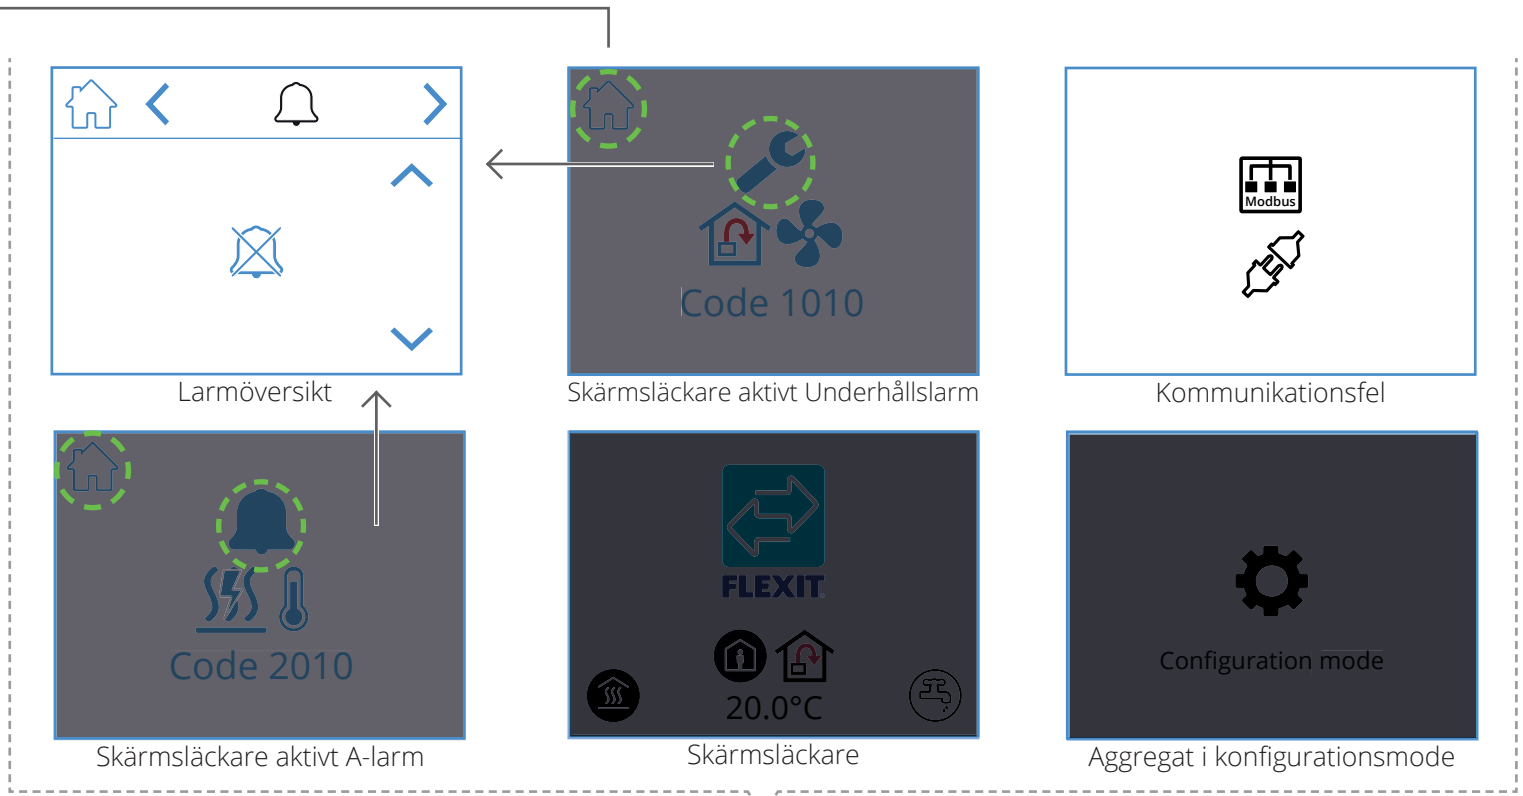 Modbus
Code 1010
Larmöversikt
Skärmsläckare aktivt Underhållslarm
Kommunikationsfel
FLEXIT
Configuration mode
Code 2010
20.0°C
Skärmsläckare aktivt A-larm
Skärmsläckare
Aggregat i konfigurationsmode